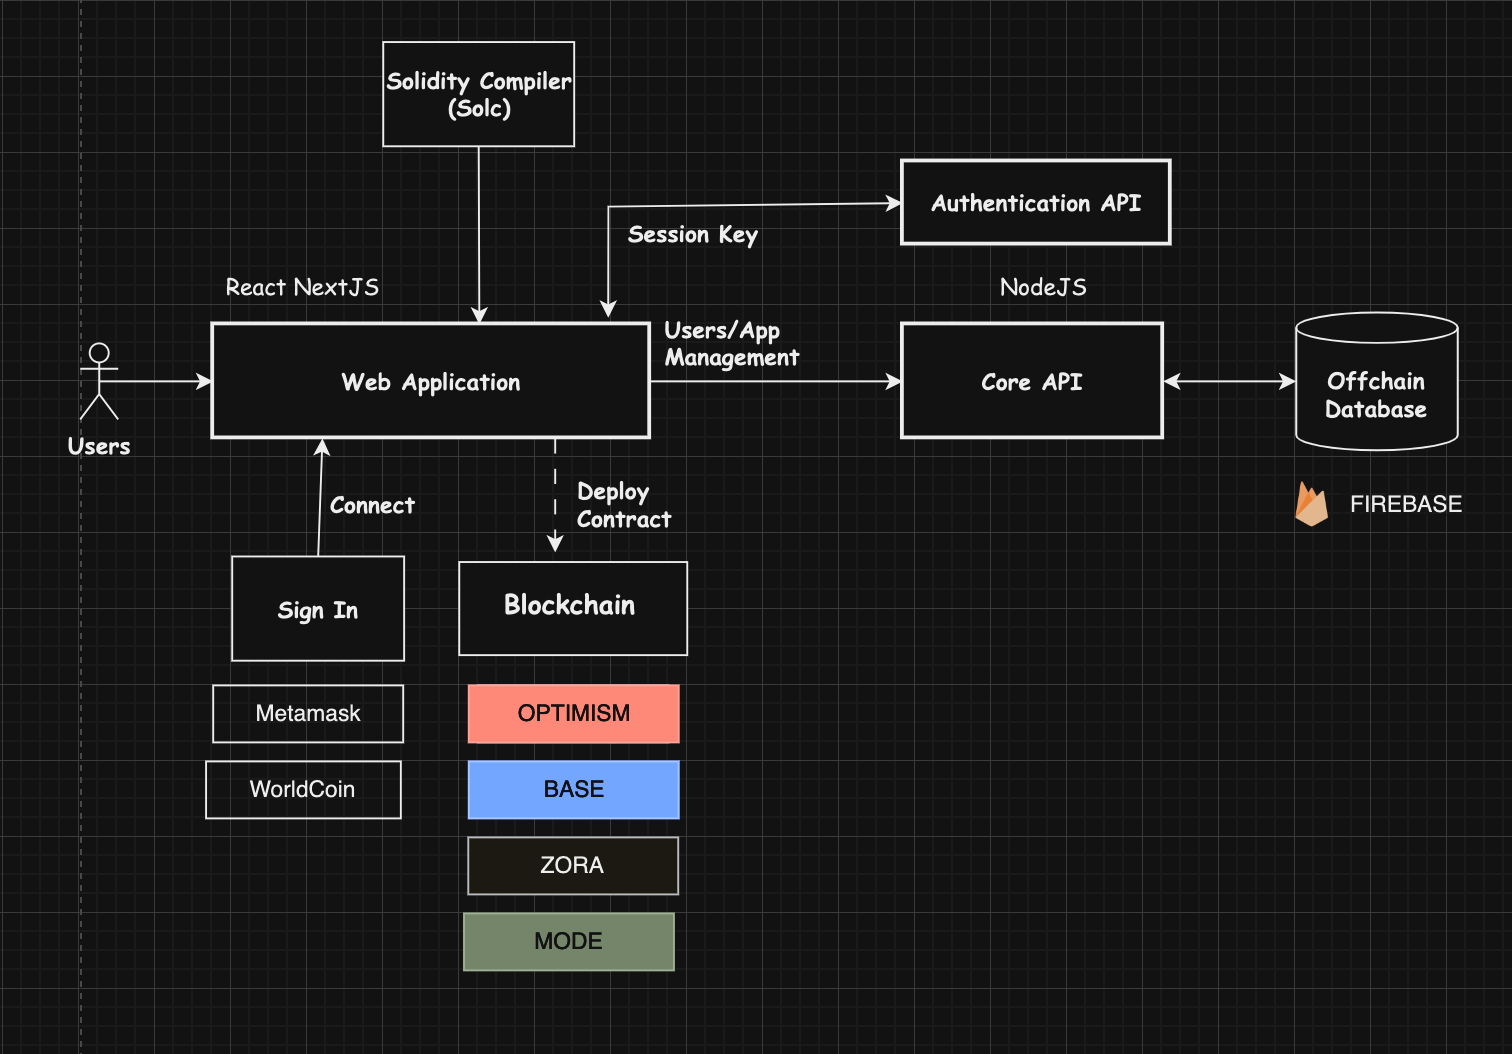 Solidity Compiler
(Solc)
Authentication API
Session Key
React NextJS
NodeJS
Users/App
Management
Web Application
Core API
Offchain
Database
Users
Connect
Deploy
Contract
FIREBASE
Sign In
Blockchain
Metamask
OPTIMISM
WorldCoin
BASE
ZORA
MODE